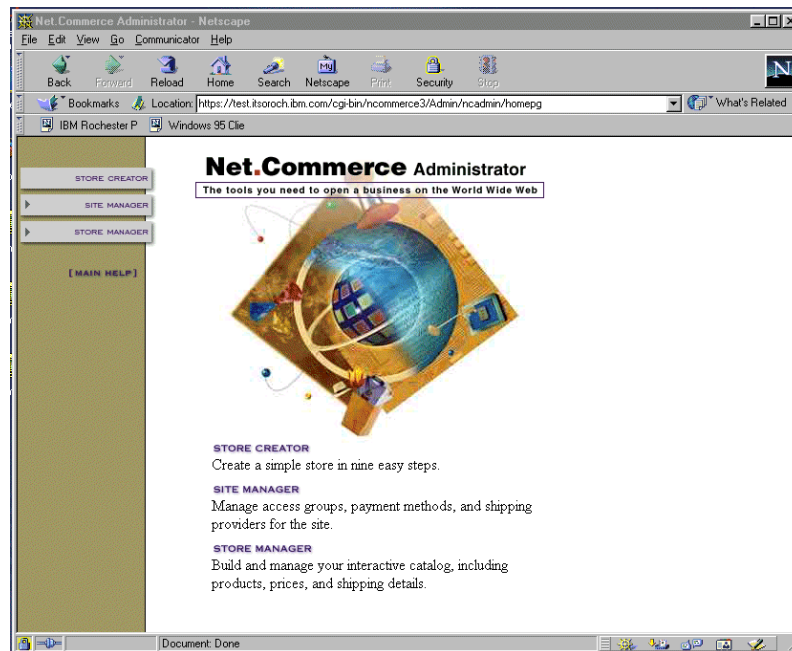 Net.Commerce Administrator - Netscape
File Edit View Go Communicator Help
Back Forward Reload Home Search Netscape Print Security Stop
My
N
Bookmarks Location: https://test.itsoroch.ibm.com/cgi-bin/ncommerce3/Admin/ncadmin/homepg What's Related
IBM Rochester P Windows 95 Clie
STORE CREATOR
SITE MANAGER
STORE MANAGER
[MAIN HELP]
Net.Commerce Administrator
The tools you need to open a business on the World Wide Web
STORE CREATOR
Create a simple store in nine easy steps.
SITE MANAGER
Manage access groups, payment methods, and shipping
providers for the site.
STORE MANAGER
Build and manage your interactive catalog, including
products, prices, and shipping details.
Document: Done